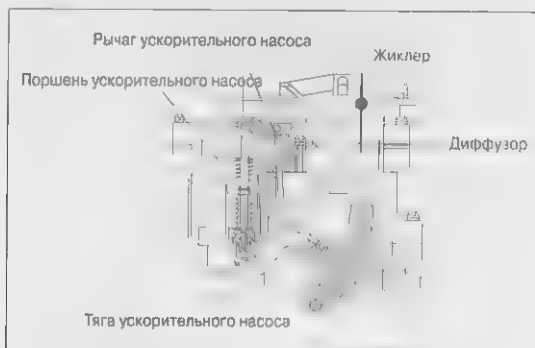 Рычаг ускорительного насоса
Жиклер
Поршень ускорительного насоса
Диффузор
Тяга ускорительного насоса